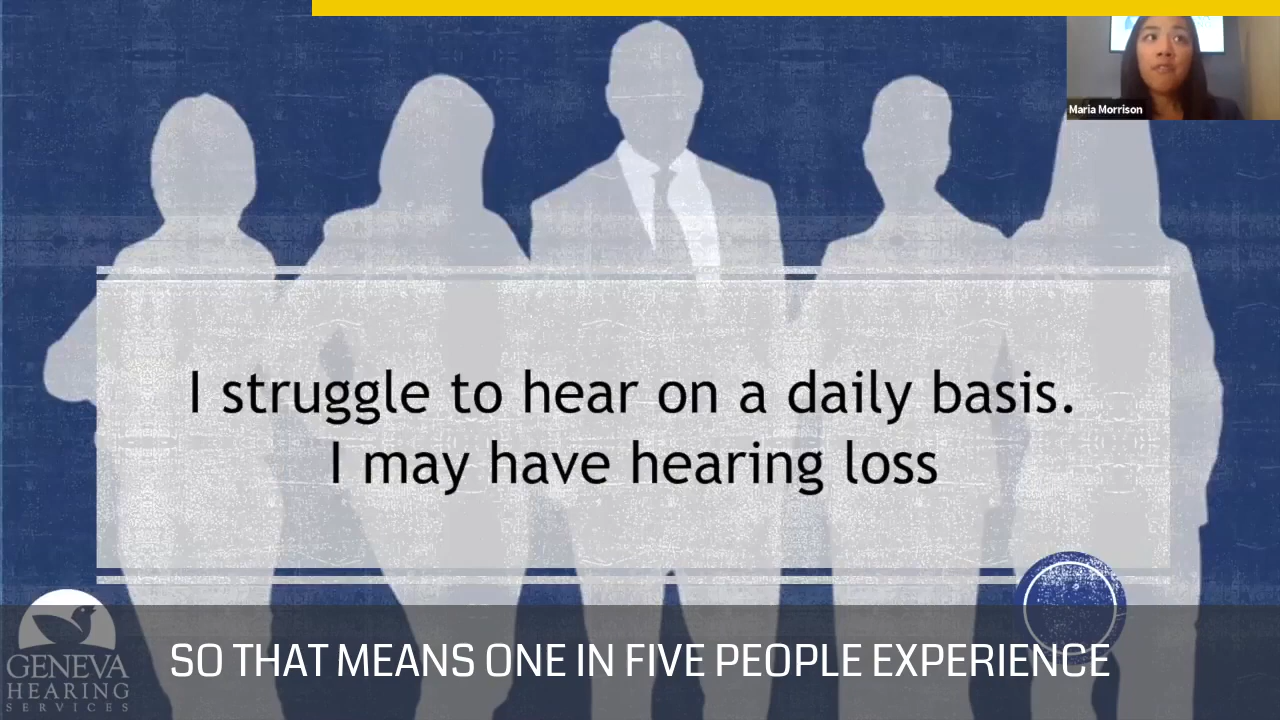 Maria Morrison
I struggle to hear on a daily basis.
I may have hearing loss
GENEVA
HEARING
SERVICES
SO THAT MEANS ONE IN FIVE PEOPLE EXPERIENCE